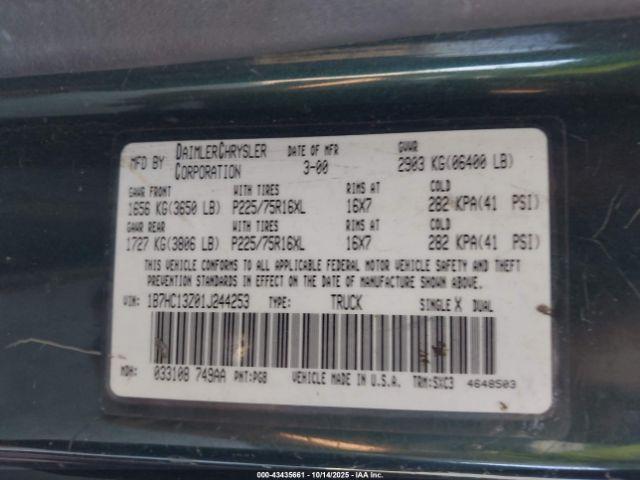 MFD BY DAIMLERCHRYSLER CORPORATION DATE OF MFR 3-00 GVWR 2903 KG(06400 LB)
GAWR FRONT WITH TIRES RIMS AT COLD
1656 KG(3650 LB) P225/75R16XL 16X7 282 KPA(41 PSI)
GAWR REAR WITH TIRES RIMS AT COLD
1727 KG(3806 LB) P225/75R16XL 16X7 282 KPA(41 PSI)
THIS VEHICLE CONFORMS TO ALL APPLICABLE FEDERAL MOTOR VEHICLE SAFETY AND THEFT
PREVENTION STANDARDS IN EFFECT ON THE DATE OF MANUFACTURE SHOWN ABOVE.
VIN: 1B7HC13Z01J244253 TYPE: TRUCK SINGLE X DUAL
MDH: 033108 749AA PNT:PGB VEHICLE MADE IN U.S.A. TRM:SXC3 4648503
000-43435661 - 10/14/2025 - IAA Inc.